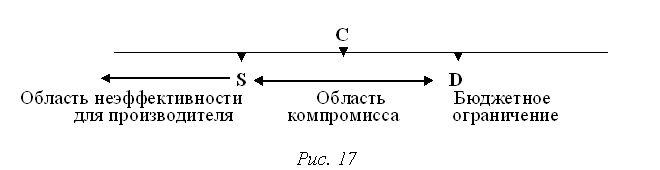 C
S
D
Область неэффективности
для производителя
Область
компромисса
Бюджетное
ограничение
Рис. 17